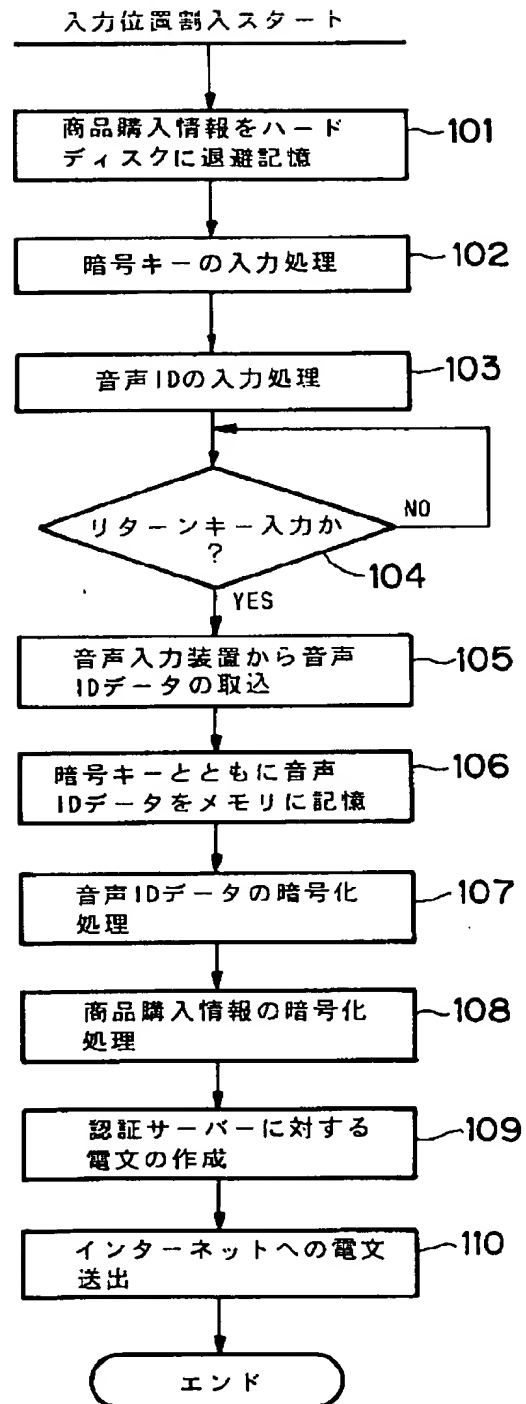 入力位置割入スタート
商品購入情報をハード
ディスクに退避記憶
101
暗号キーの入力処理
102
音声IDの入力処理
103
リターンキー入力か
?
NO
104
YES
音声入力装置から音声
IDデータの取込
105
暗号キーとともに音声
IDデータをメモリに記憶
106
音声IDデータの暗号化
処理
107
商品購入情報の暗号化
処理
108
認証サーバーに対する
電文の作成
109
インターネットへの電文
送出
110
エンド